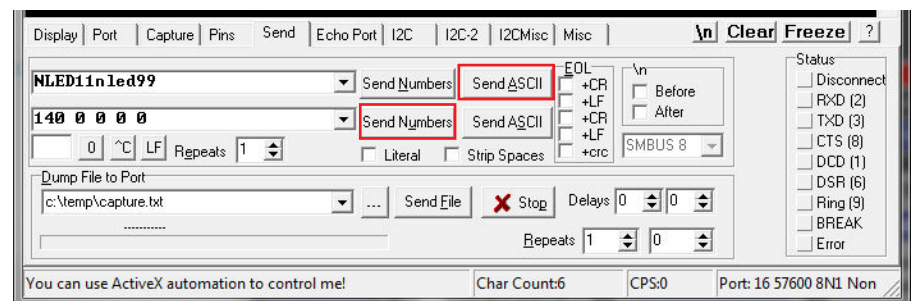 Display Port Capture Pins Send Echo Port I2C I2C-2 I2CMisc Misc \n Clear Freeze ?
NLED11nled99 Send Numbers Send ASCII
140 0 0 0 0 Send Numbers Send ASCII
0 ^C LF Repeats 1 Literal Strip Spaces
EOL
+CR
+LF
+CR
+LF
+crc
\n
Before
After
SMBUS 8
Dump File to Port
c:\temp\capture.txt ... Send File Stop Delays 0 0
-----------
Repeats 1 0
Status
Disconnect
RXD (2)
TXD (3)
CTS (8)
DCD (1)
DSR (6)
Ring (9)
BREAK
Error
You can use ActiveX automation to control me! Char Count:6 CPS:0 Port: 16 57600 8N1 Non